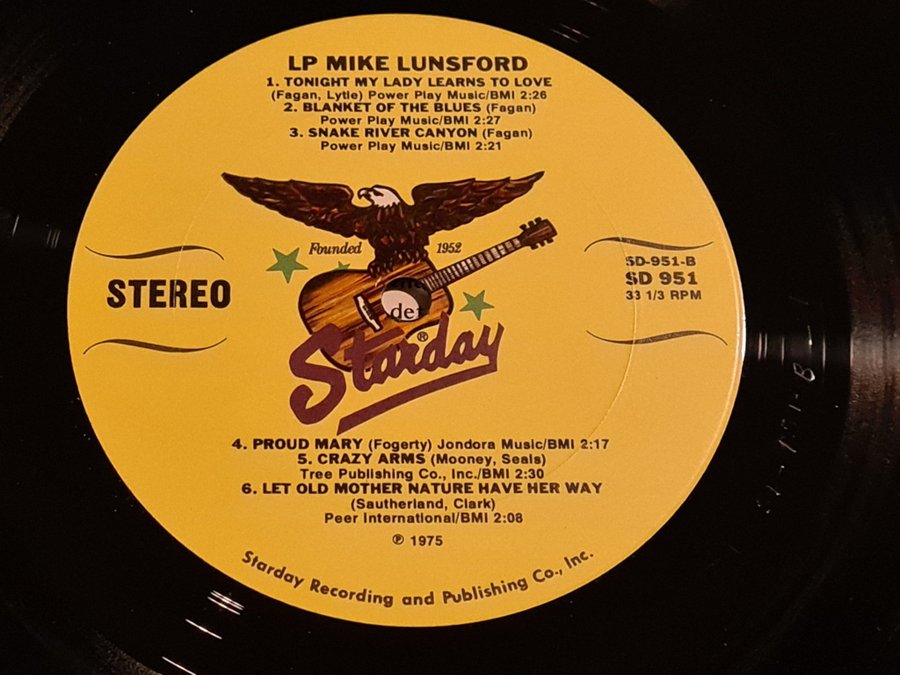 LP MIKE LUNSFORD
1. TONIGHT MY LADY LEARNS TO LOVE
(Fagan, Lytle) Power Play Music/BMI 2:26
2. BLANKET OF THE BLUES (Fagan)
Power Play Music/BMI 2:27
3. SNAKE RIVER CANYON (Fagan)
Power Play Music/BMI 2:21
Founded 1952
STEREO
SD-951-B
SD 951
33 1/3 RPM
Starday®
4. PROUD MARY (Fogerty) Jondora Music/BMI 2:17
5. CRAZY ARMS (Mooney, Seals)
Tree Publishing Co., Inc./BMI 2:30
6. LET OLD MOTHER NATURE HAVE HER WAY
(Sautherland, Clark)
Peer International/BMI 2:08
℗ 1975
Starday Recording and Publishing Co., Inc.